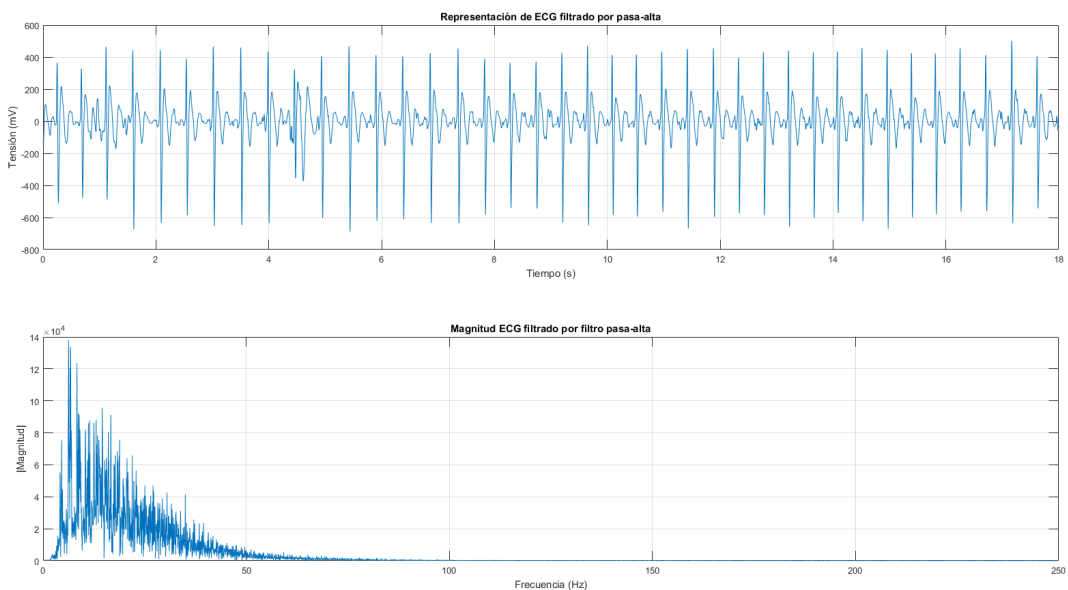 Representación de ECG filtrado por pasa-alta
600
400
200
0
-200
-400
-600
-800
Tensión (mV)
0 2 4 6 8 10 12 14 16 18
Tiempo (s)
Magnitud ECG filtrado por filtro pasa-alta
×10⁴
14
12
10
8
6
4
2
0
|Magnitud|
0 50 100 150 200 250
Frecuencia (Hz)